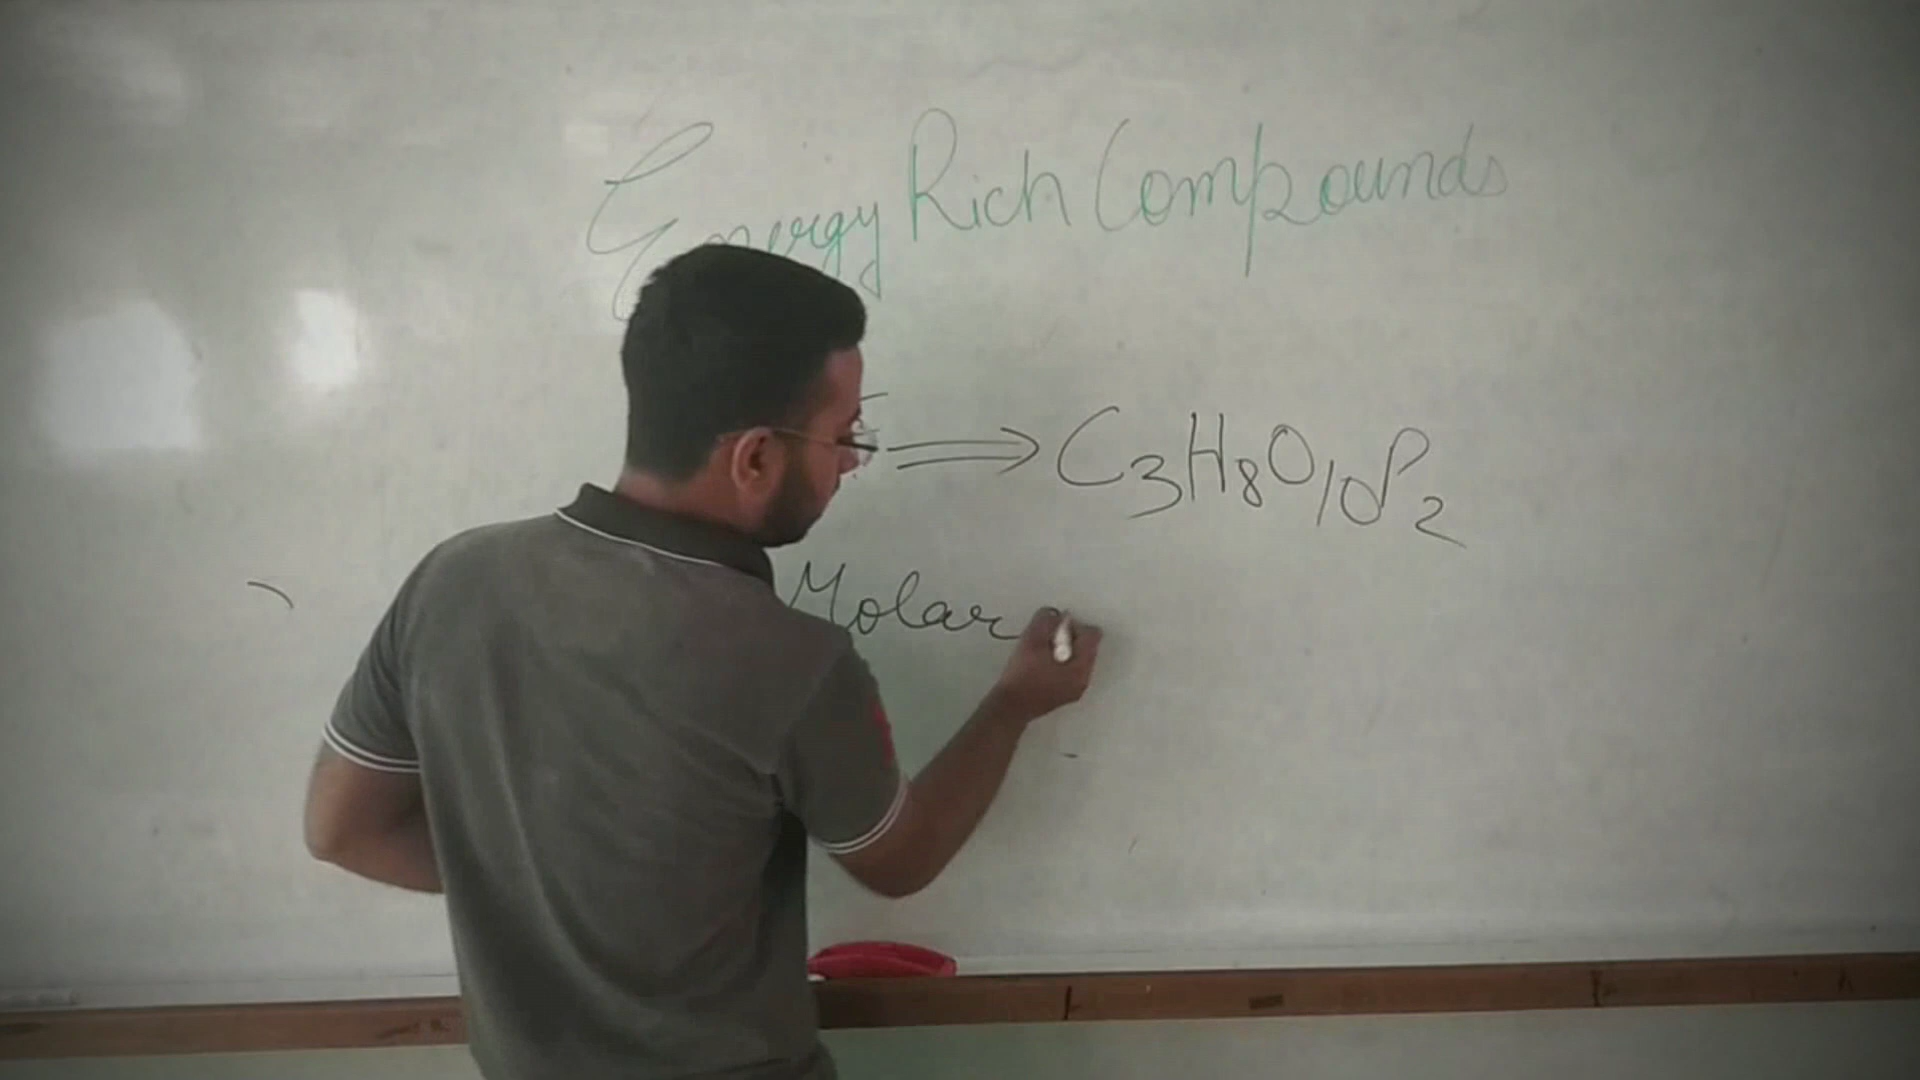 Energy Rich Compounds
⇒ C3H8O10P2
Molar